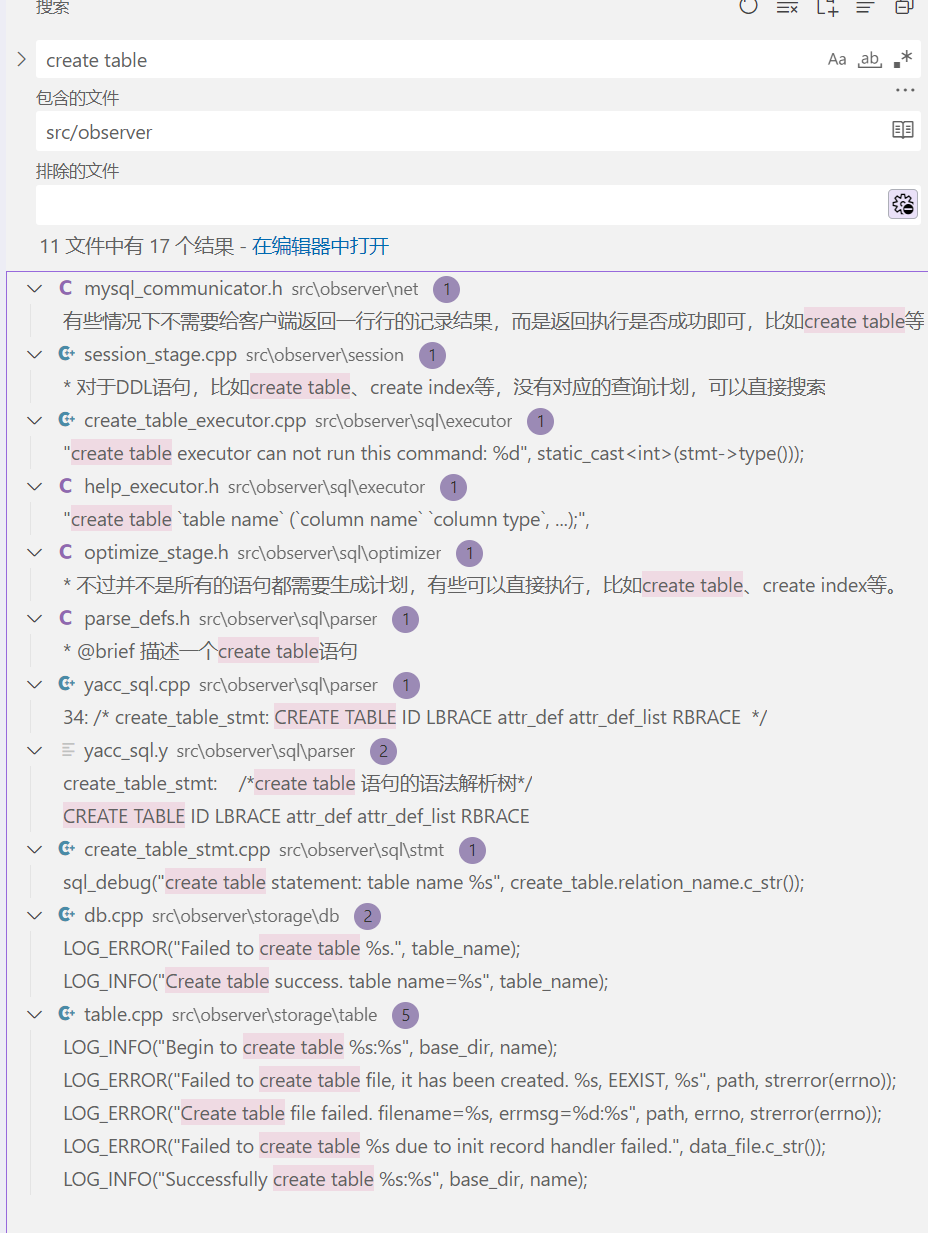 搜索
create table
Aa ab .*
包含的文件
...
src/observer
排除的文件
11 文件中有 17 个结果 - 在编辑器中打开
C mysql_communicator.h src\observer\net 1
有些情况下不需要给客户端返回一行行的记录结果，而是返回执行是否成功即可，比如create table等
C+ session_stage.cpp src\observer\session 1
* 对于DDL语句，比如create table、create index等，没有对应的查询计划，可以直接搜索
C+ create_table_executor.cpp src\observer\sql\executor 1
"create table executor can not run this command: %d", static_cast<int>(stmt->type()));
C help_executor.h src\observer\sql\executor 1
"create table `table name` (`column name` `column type`, ...);",
C optimize_stage.h src\observer\sql\optimizer 1
* 不过并不是所有的语句都需要生成计划，有些可以直接执行，比如create table、create index等。
C parse_defs.h src\observer\sql\parser 1
* @brief 描述一个create table语句
C+ yacc_sql.cpp src\observer\sql\parser 1
34: /* create_table_stmt: CREATE TABLE ID LBRACE attr_def attr_def_list RBRACE */
yacc_sql.y src\observer\sql\parser 2
create_table_stmt: /*create table 语句的语法解析树*/
CREATE TABLE ID LBRACE attr_def attr_def_list RBRACE
C+ create_table_stmt.cpp src\observer\sql\stmt 1
sql_debug("create table statement: table name %s", create_table.relation_name.c_str());
C+ db.cpp src\observer\storage\db 2
LOG_ERROR("Failed to create table %s.", table_name);
LOG_INFO("Create table success. table name=%s", table_name);
C+ table.cpp src\observer\storage\table 5
LOG_INFO("Begin to create table %s:%s", base_dir, name);
LOG_ERROR("Failed to create table file, it has been created. %s, EEXIST, %s", path, strerror(errno));
LOG_ERROR("Create table file failed. filename=%s, errmsg=%d:%s", path, errno, strerror(errno));
LOG_ERROR("Failed to create table %s due to init record handler failed.", data_file.c_str());
LOG_INFO("Successfully create table %s:%s", base_dir, name);